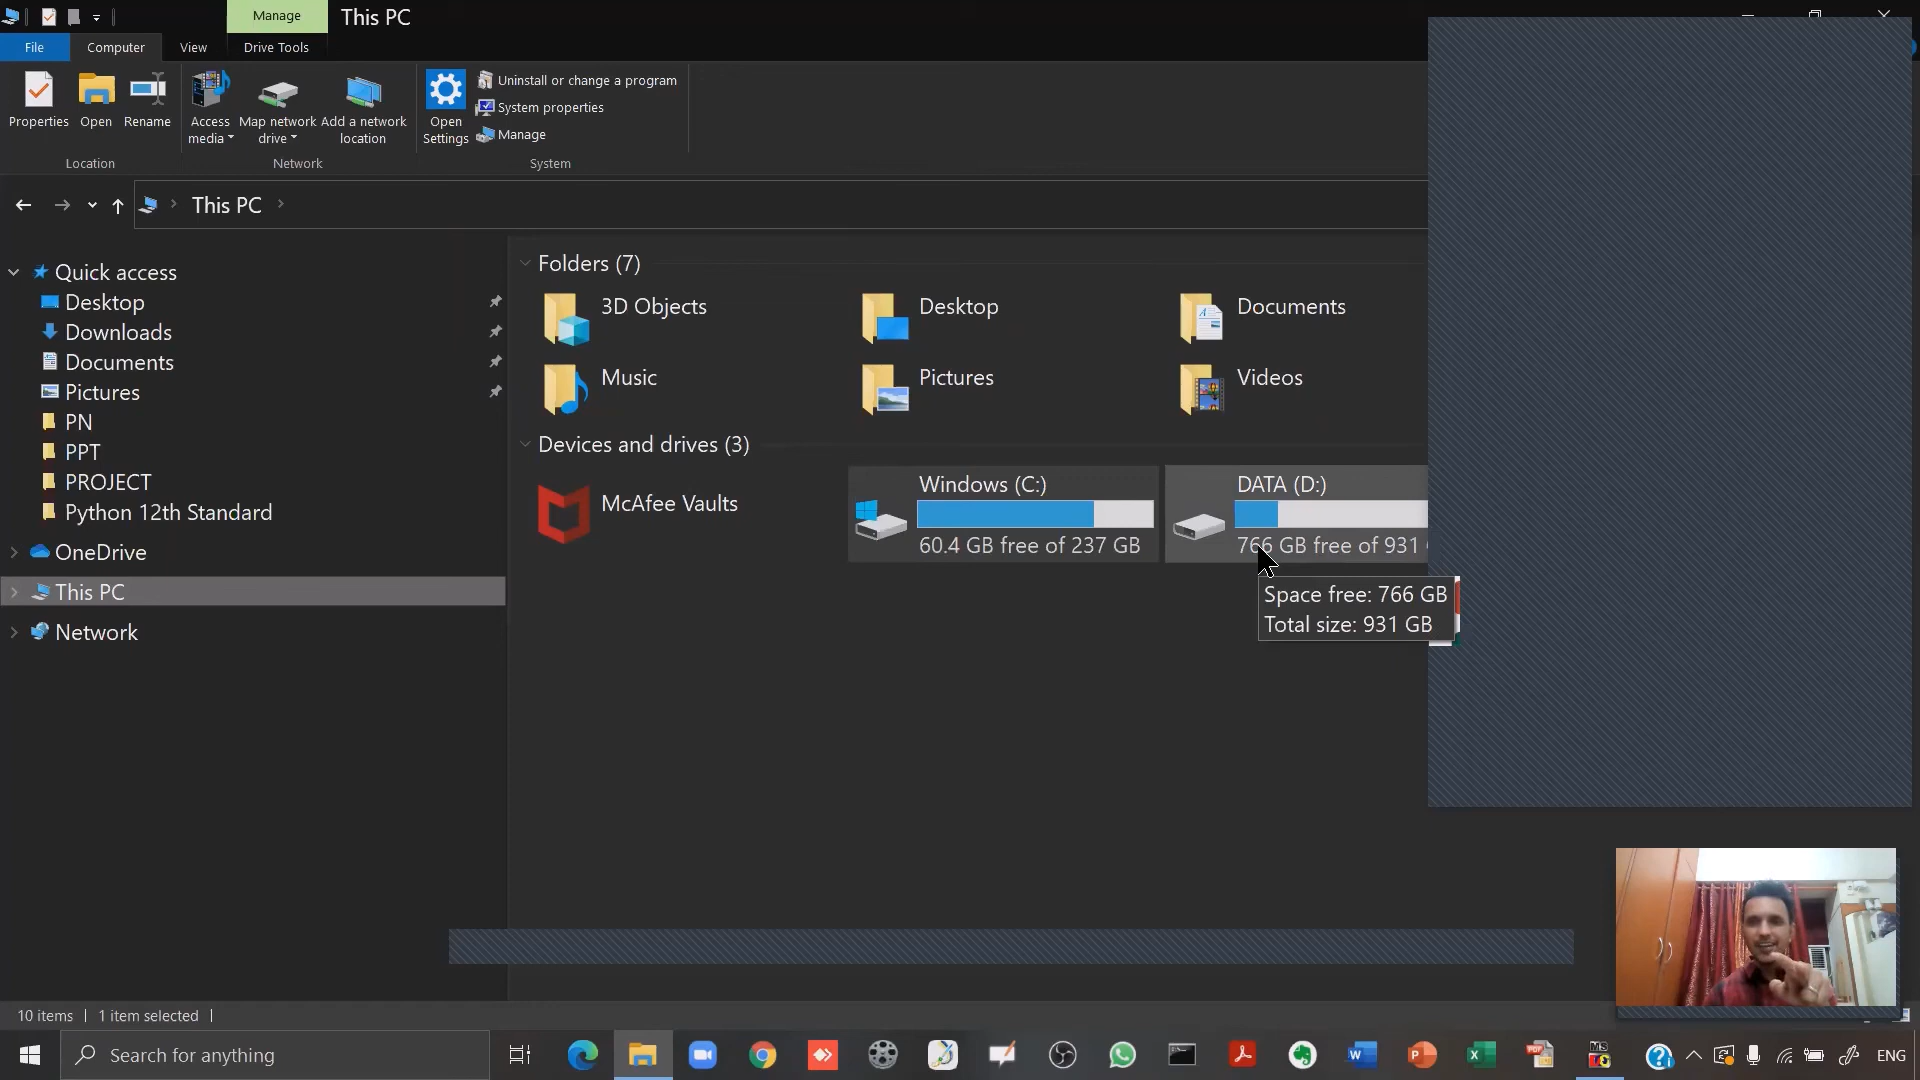 Manage
This PC
File
Computer
View
Drive Tools
Properties
Open
Rename
Access
media
Map network
drive
Add a network
location
Open
Settings
Uninstall or change a program
System properties
Manage
Location
Network
System
This PC
Quick access
Desktop
Downloads
Documents
Pictures
PN
PPT
PROJECT
Python 12th Standard
OneDrive
This PC
Network
Folders (7)
3D Objects
Desktop
Documents
Music
Pictures
Videos
Devices and drives (3)
McAfee Vaults
Windows (C:)
60.4 GB free of 237 GB
DATA (D:)
766 GB free of 931
Space free: 766 GB
Total size: 931 GB
10 items
1 item selected
Search for anything
ENG